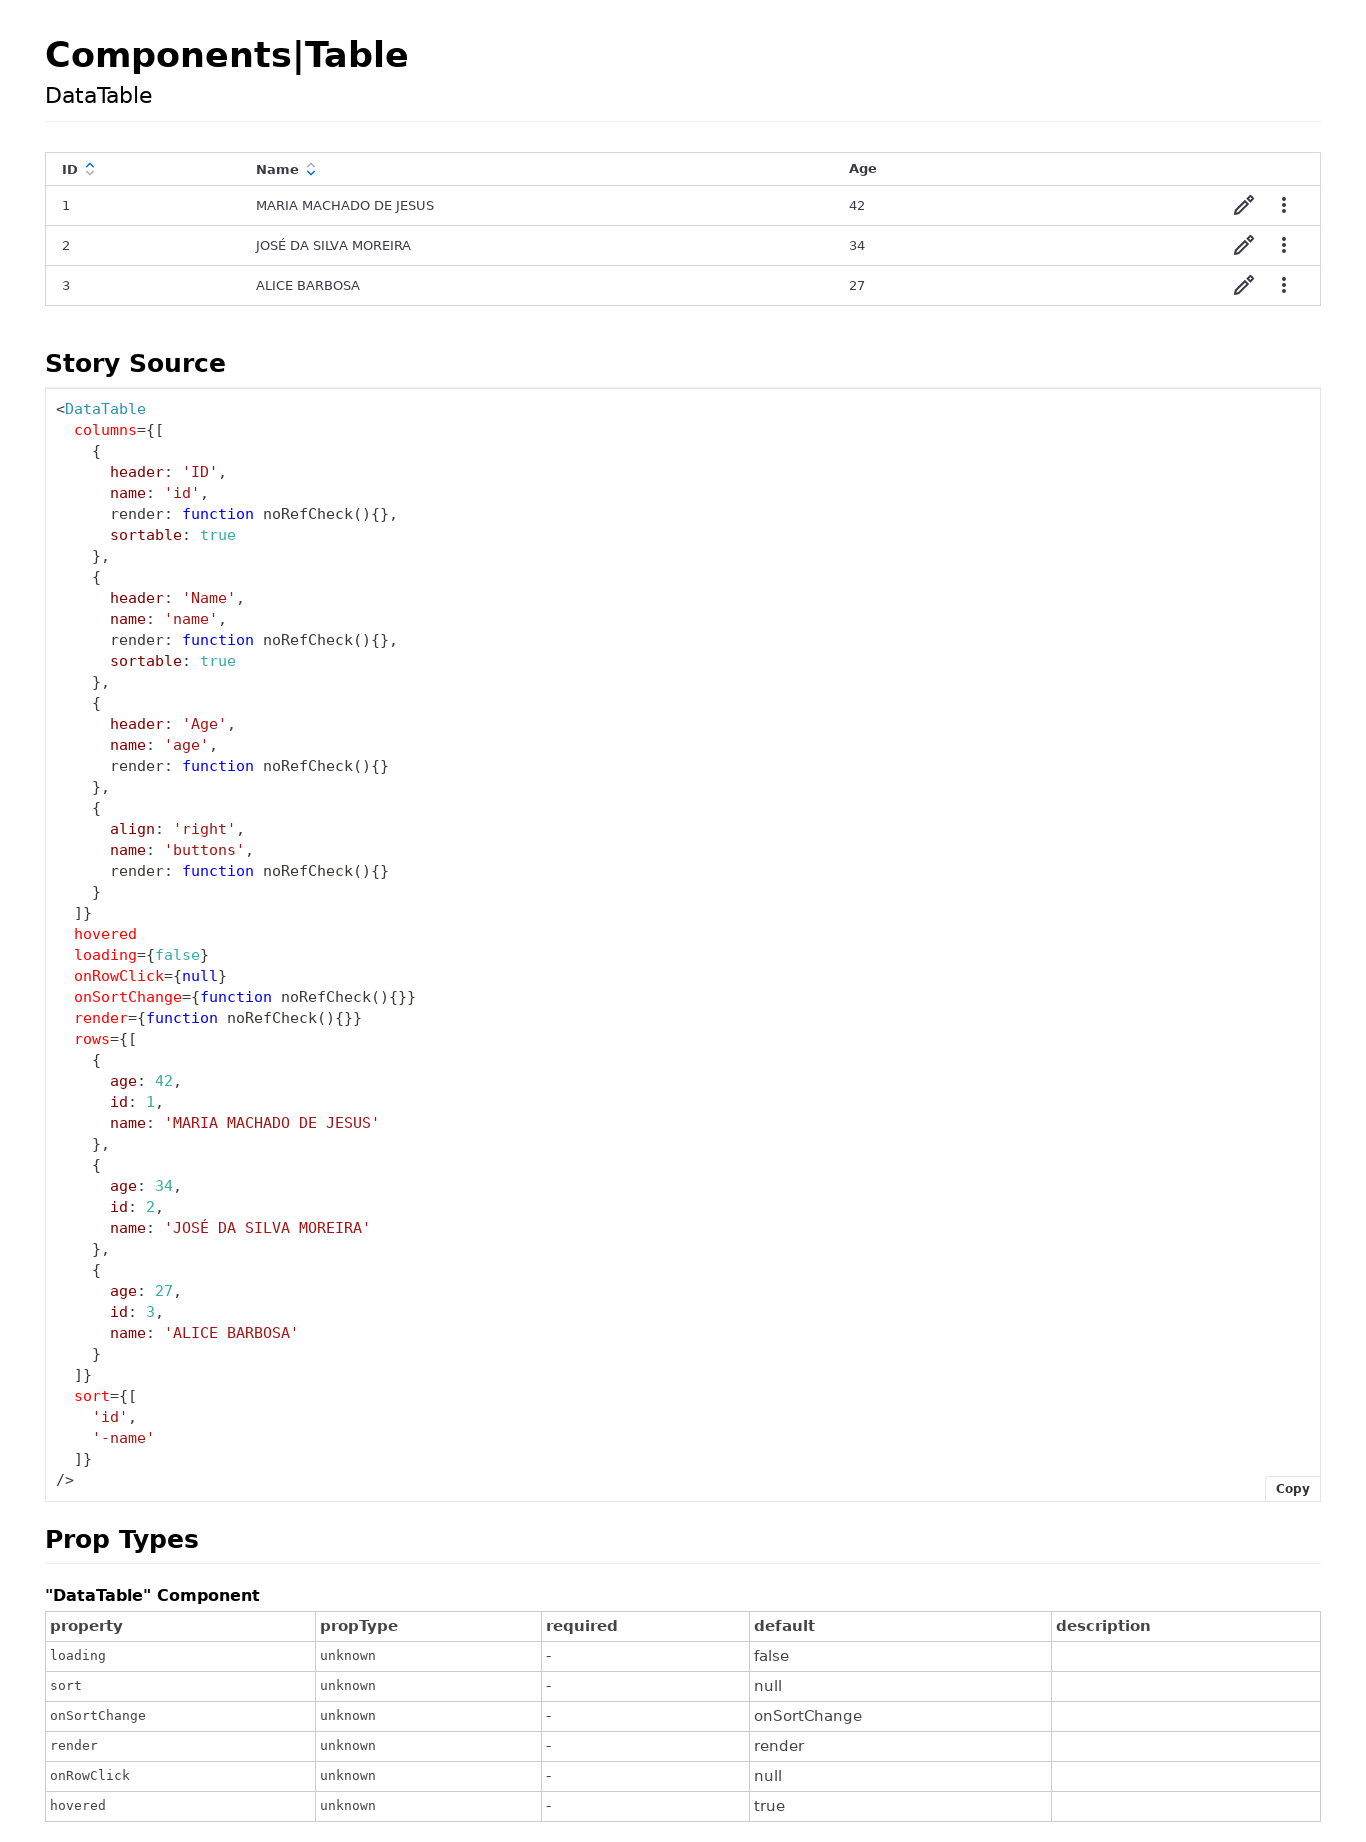 Components|Table
DataTable
ID Name Age
1 MARIA MACHADO DE JESUS 42
2 JOSÉ DA SILVA MOREIRA 34
3 ALICE BARBOSA 27
Story Source
<DataTable
  columns={[
    {
      header: 'ID',
      name: 'id',
      render: function noRefCheck(){},
      sortable: true
    },
    {
      header: 'Name',
      name: 'name',
      render: function noRefCheck(){},
      sortable: true
    },
    {
      header: 'Age',
      name: 'age',
      render: function noRefCheck(){}
    },
    {
      align: 'right',
      name: 'buttons',
      render: function noRefCheck(){}
    }
  ]}
  hovered
  loading={false}
  onRowClick={null}
  onSortChange={function noRefCheck(){}}
  render={function noRefCheck(){}}
  rows={[
    {
      age: 42,
      id: 1,
      name: 'MARIA MACHADO DE JESUS'
    },
    {
      age: 34,
      id: 2,
      name: 'JOSÉ DA SILVA MOREIRA'
    },
    {
      age: 27,
      id: 3,
      name: 'ALICE BARBOSA'
    }
  ]}
  sort={[
    'id',
    '-name'
  ]}
/>
Copy
Prop Types
"DataTable" Component
property propType required default description
loading unknown - false
sort unknown - null
onSortChange unknown - onSortChange
render unknown - render
onRowClick unknown - null
hovered unknown - true